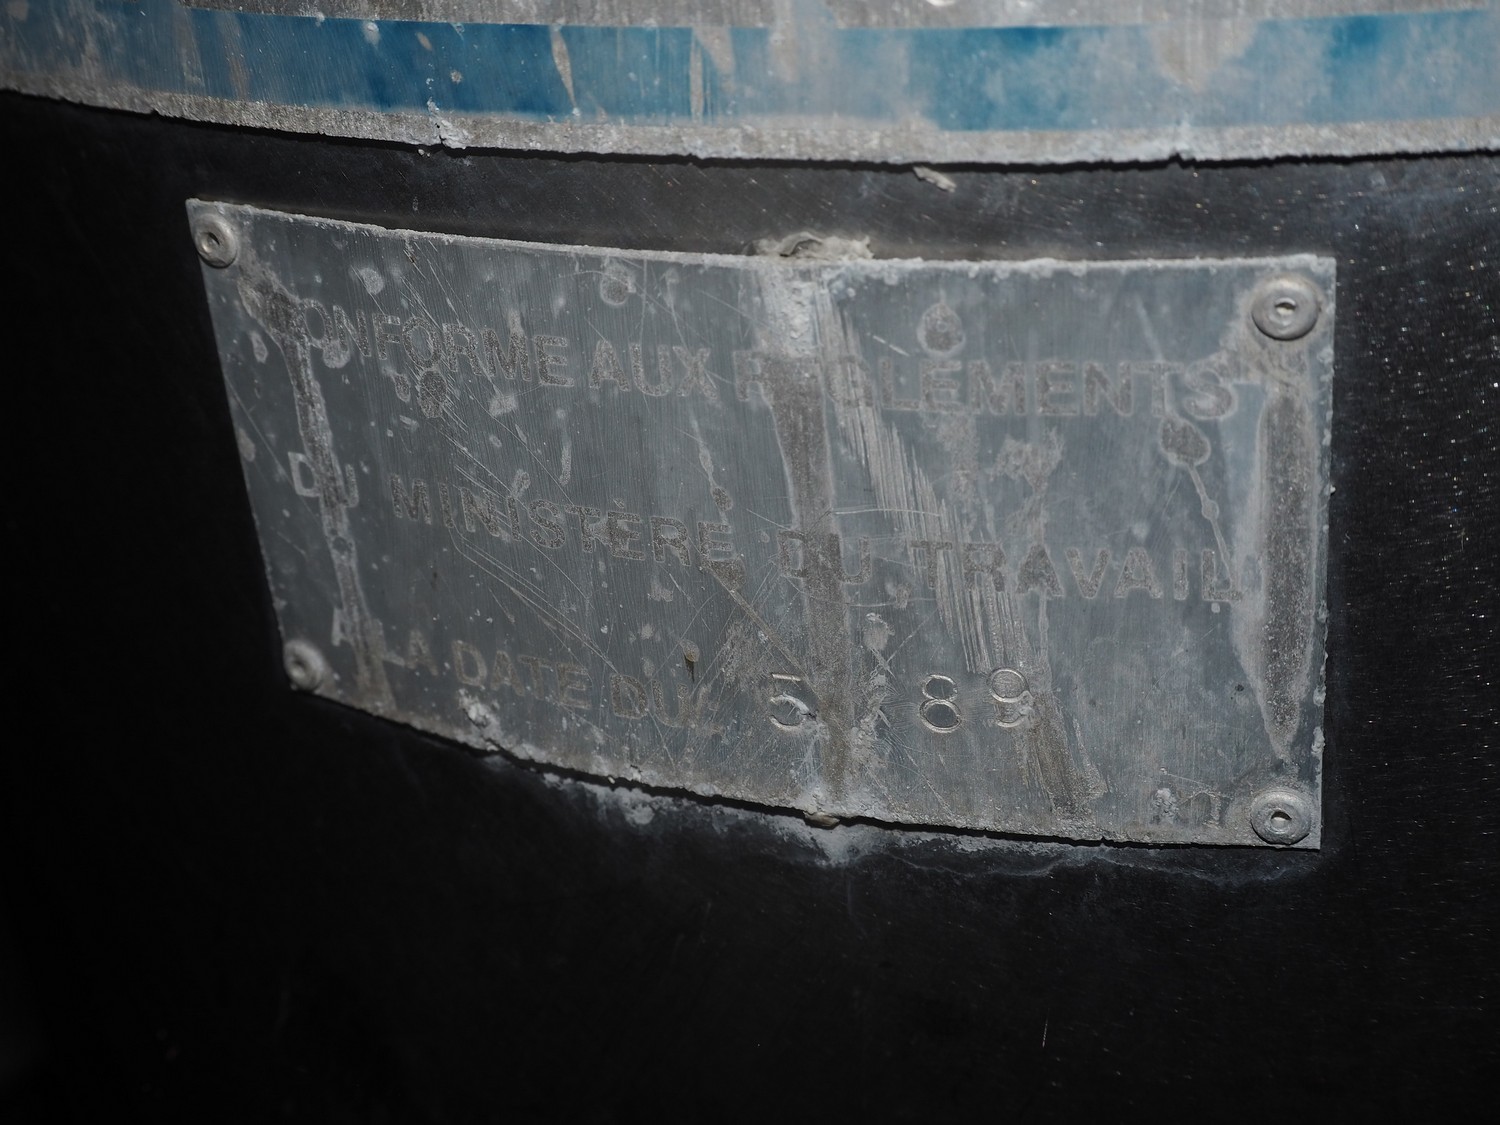 CONFORME AUX RÈGLEMENTS
DU MINISTÈRE DU TRAVAIL
A LA DATE DU 5 89